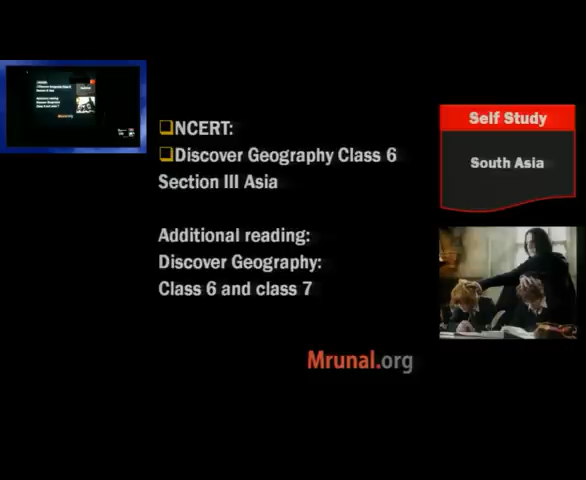 NCERT:
Discover Geography Class 6
Section III Asia
Additional reading:
Discover Geography:
Class 6 and class 7
Self Study
South Asia
Mrunal.org